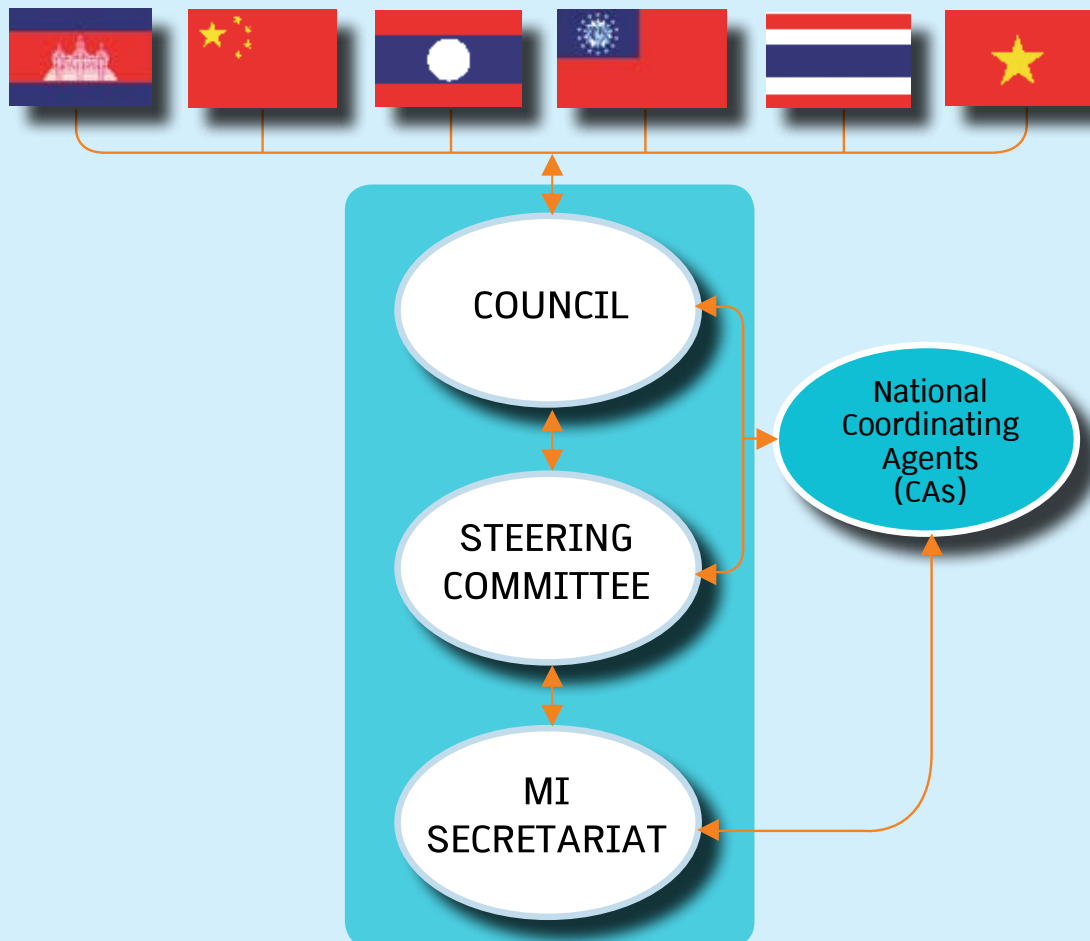 COUNCIL
National
Coordinating
Agents
(CAs)
STEERING
COMMITTEE
MI
SECRETARIAT